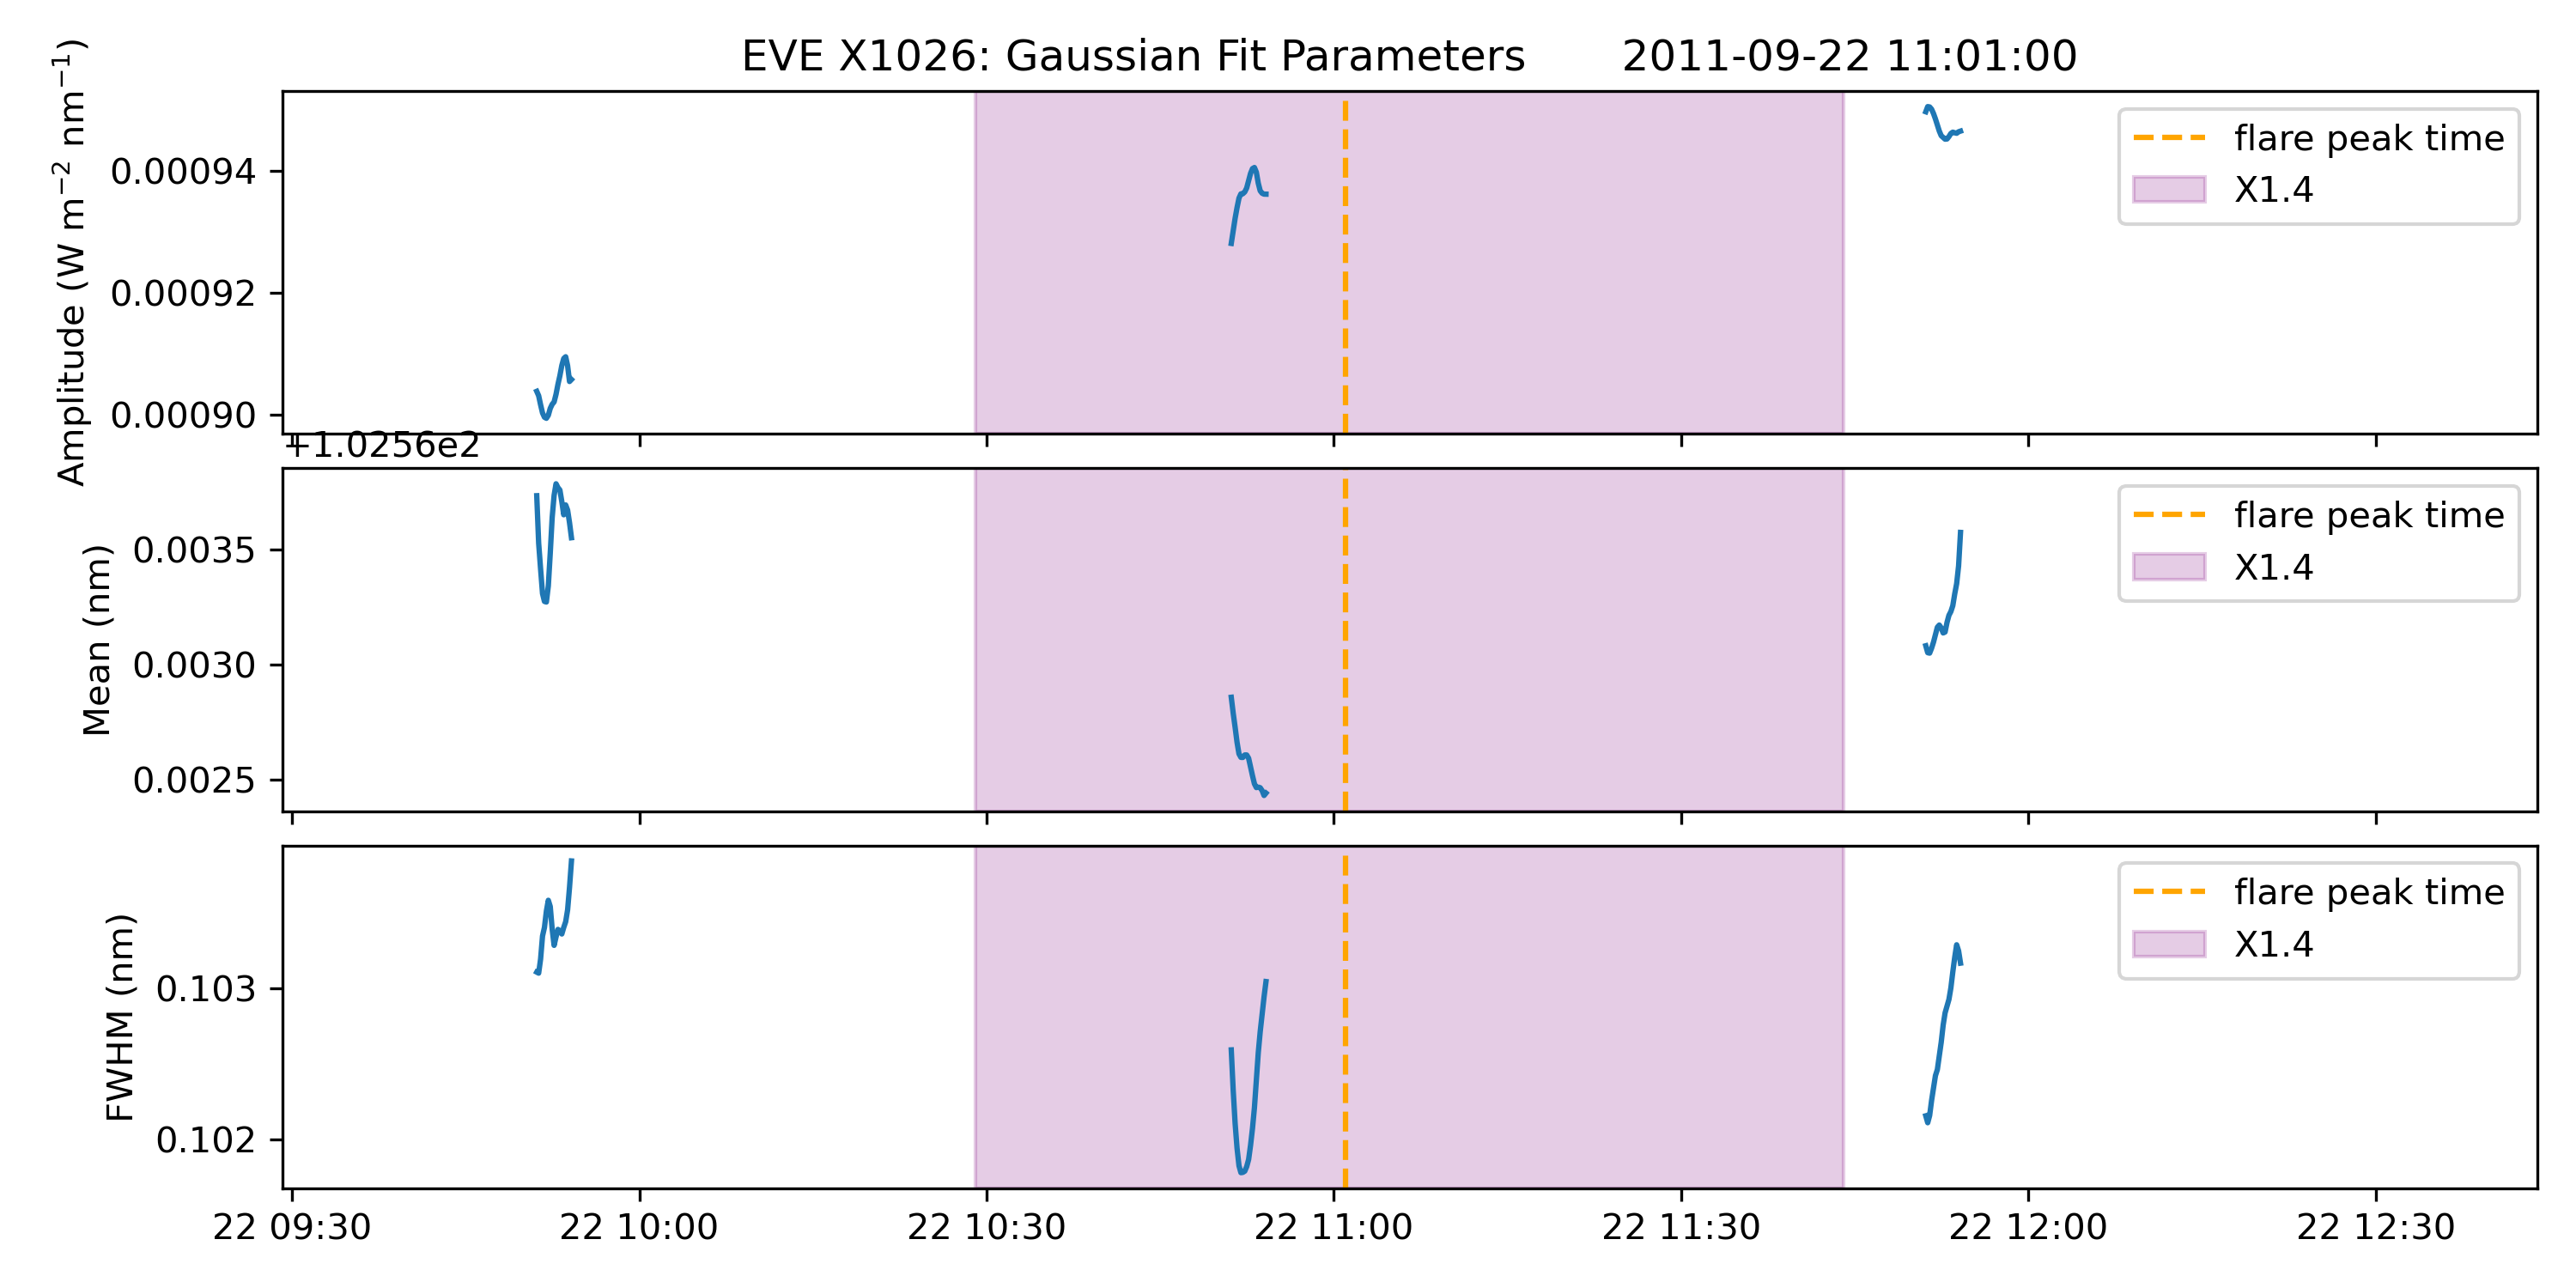 EVE X1026: Gaussian Fit Parameters 2011-09-22 11:01:00
Amplitude (W m⁻² nm⁻¹)
0.00094
0.00092
0.00090
flare peak time
X1.4
+1.0256e2
Mean (nm)
0.0035
0.0030
0.0025
flare peak time
X1.4
FWHM (nm)
0.103
0.102
flare peak time
X1.4
22 09:30 22 10:00 22 10:30 22 11:00 22 11:30 22 12:00 22 12:30